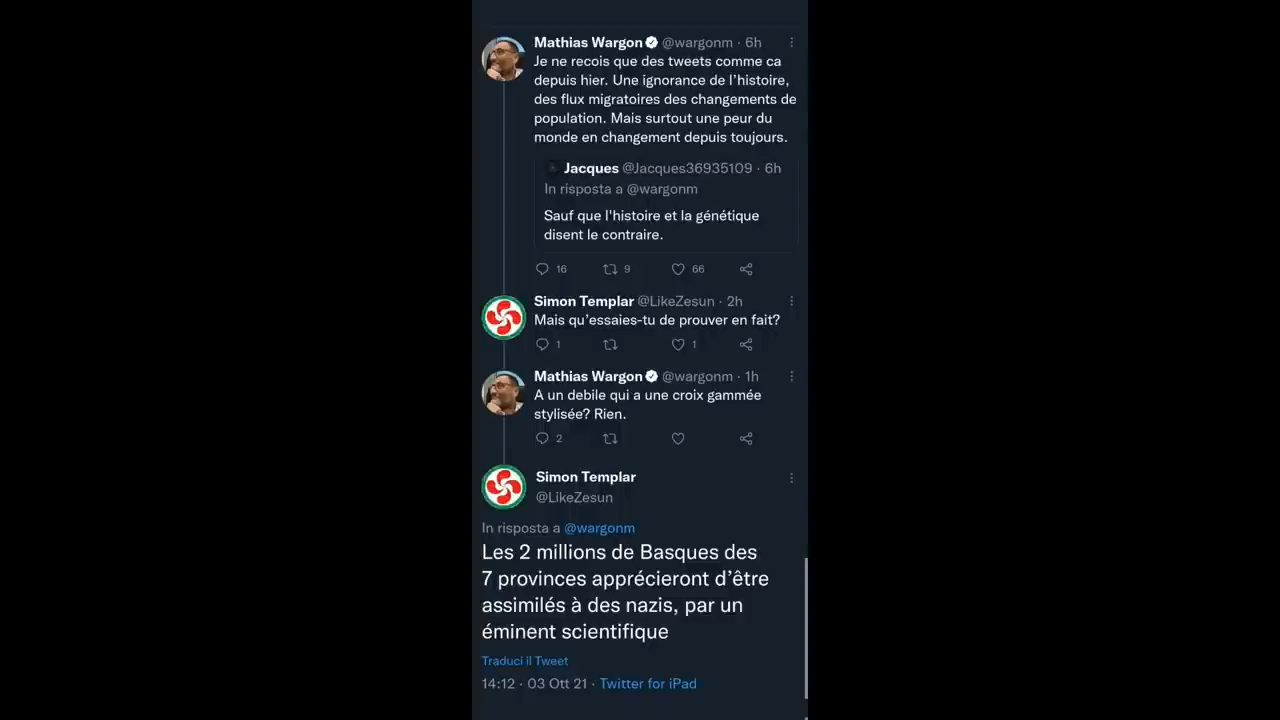 Mathias Wargon @wargonm · 6h
Je ne recois que des tweets comme ca
depuis hier. Une ignorance de l'histoire,
des flux migratoires des changements de
population. Mais surtout une peur du
monde en changement depuis toujours.
Jacques @Jacques36935109 · 6h
In risposta a @wargonm
Sauf que l'histoire et la génétique
disent le contraire.
16 9 66
Simon Templar @LikeZesun · 2h
Mais qu'essaies-tu de prouver en fait?
1 1
Mathias Wargon @wargonm · 1h
A un debile qui a une croix gammée
stylisée? Rien.
2
Simon Templar
@LikeZesun
In risposta a @wargonm
Les 2 millions de Basques des
7 provinces apprécieront d'être
assimilés à des nazis, par un
éminent scientifique
Traduci il Tweet
14:12 · 03 Ott 21 · Twitter for iPad